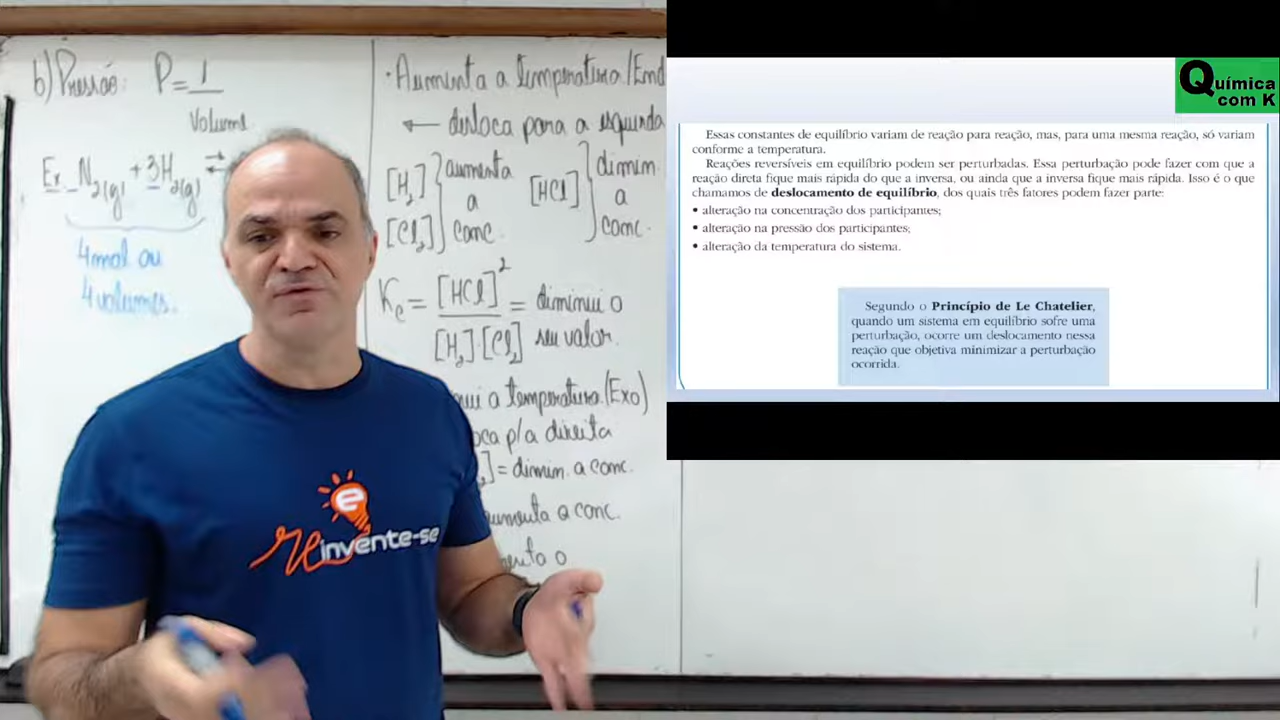 b) Pressão: P = 1
Volume
Ex N2(g) + 3H2(g) ⇌
4 mol ou
4 volumes.
• Aumenta a temperatura/End
← desloca para a esquerda
[H2] aumenta
[Cl2] a
conc.
[HCl] dimin.
a
conc.
Kc = [HCl]² = diminui o
[H2]·[Cl2] seu valor.
a temperatura (Exo)
p/a direita
= dimin. a conc.
aumenta a conc.
o
Reinvente-se
Química
com K
Essas constantes de equilíbrio variam de reação para reação, mas, para uma mesma reação, só variam
conforme a temperatura.
Reações reversíveis em equilíbrio podem ser perturbadas. Essa perturbação pode fazer com que a
reação direta fique mais rápida do que a inversa, ou ainda que a inversa fique mais rápida. Isso é o que
chamamos de deslocamento de equilíbrio, dos quais três fatores podem fazer parte:
• alteração na concentração dos participantes;
• alteração na pressão dos participantes;
• alteração da temperatura do sistema.
Segundo o Princípio de Le Chatelier,
quando um sistema em equilíbrio sofre uma
perturbação, ocorre um deslocamento nessa
reação que objetiva minimizar a perturbação
ocorrida.